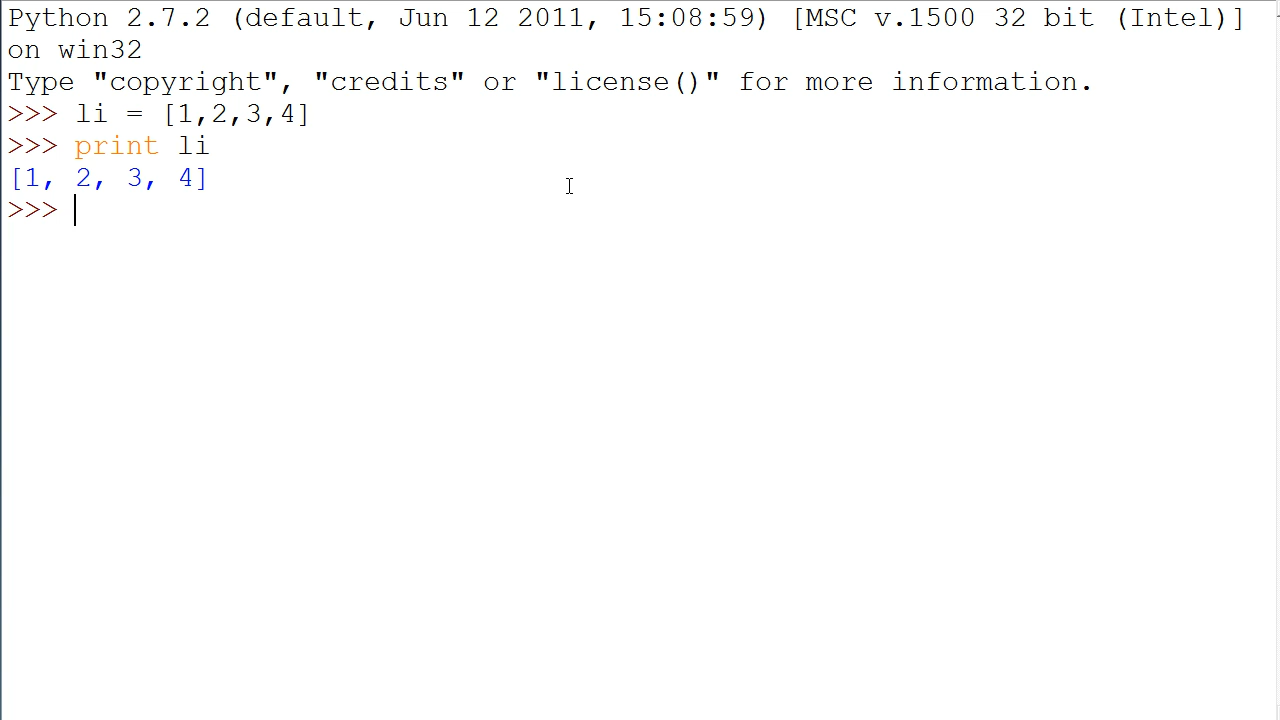 Python 2.7.2 (default, Jun 12 2011, 15:08:59) [MSC v.1500 32 bit (Intel)]
on win32
Type "copyright", "credits" or "license()" for more information.
>>> li = [1,2,3,4]
>>> print li
[1, 2, 3, 4]
>>>